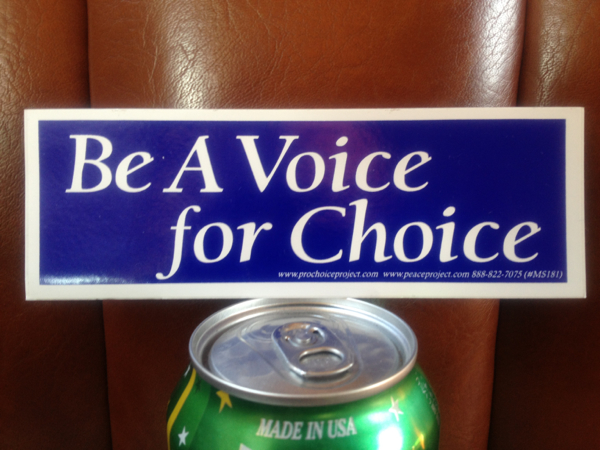 Be A Voice
for Choice
www.prochoiceproject.com www.peaceproject.com 888-822-7075 (#MS181)
MADE IN USA